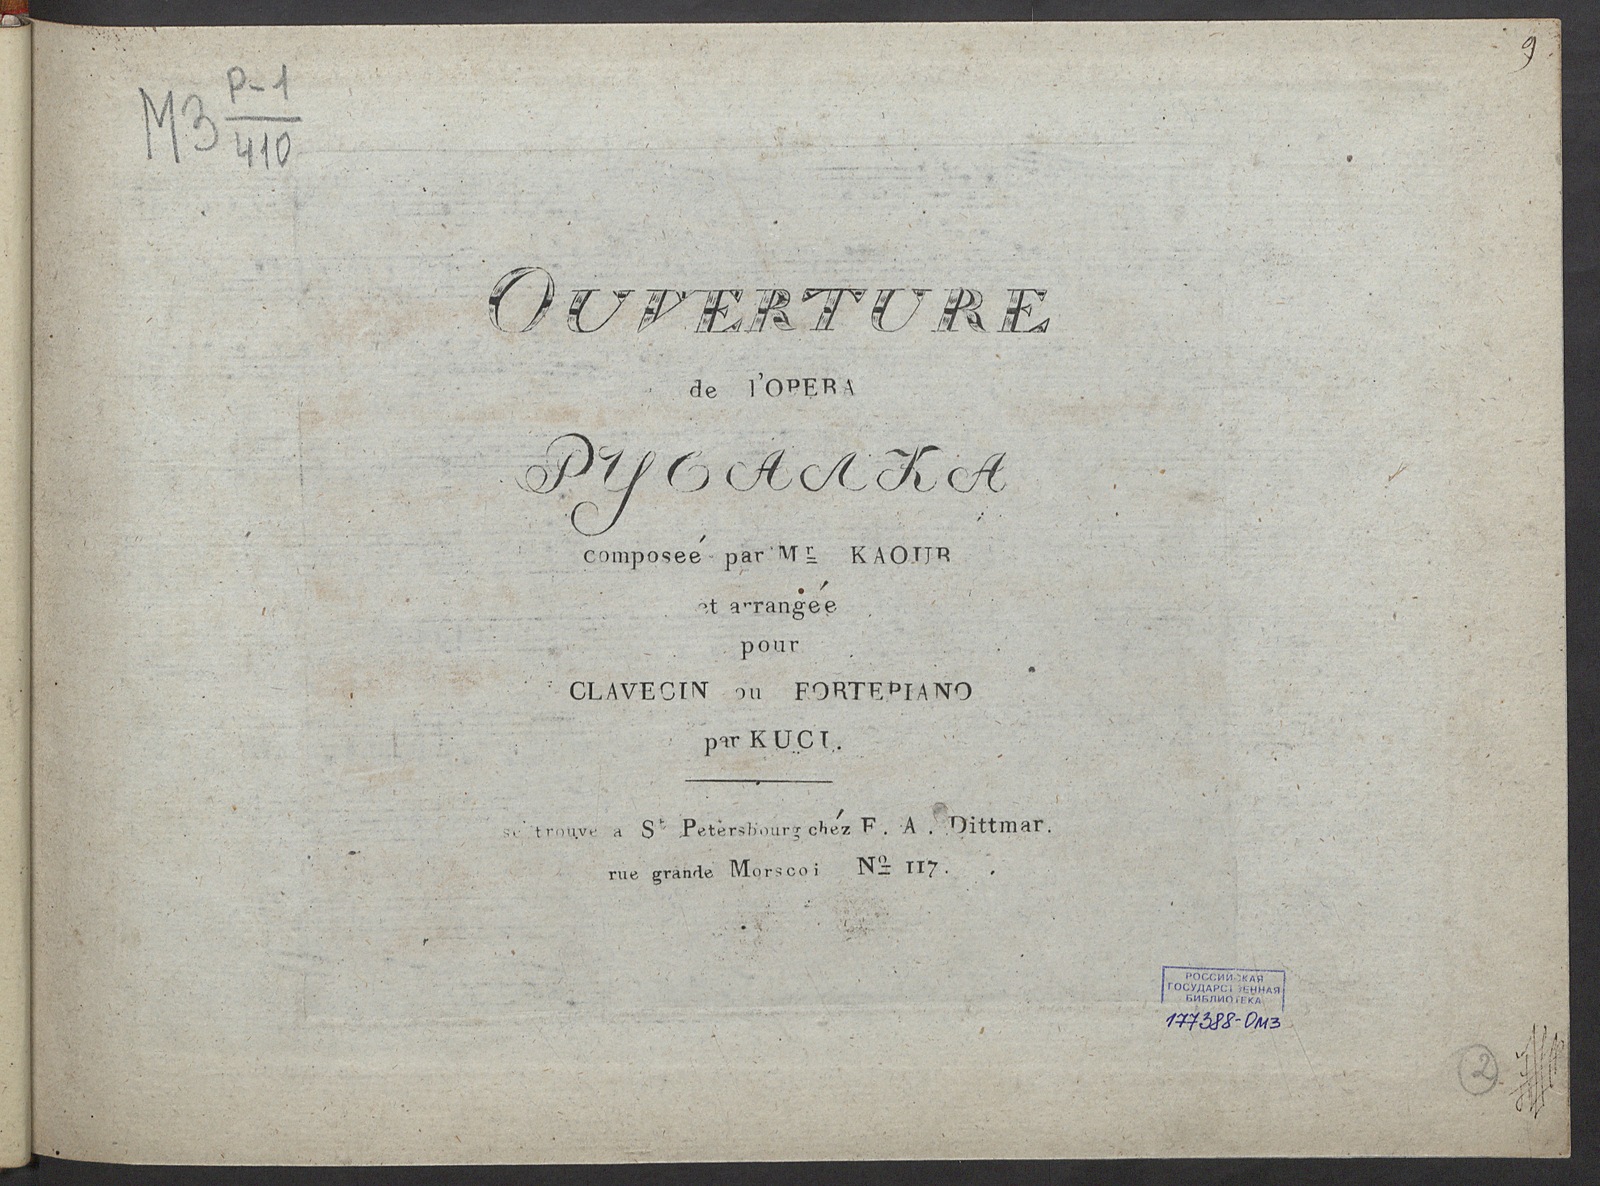 9
МЗ Р-1
410
OUVERTURE
de l'OPERA
РУСАЛКА
composeé par Mr KAOUR
et arrangée
pour
CLAVECIN ou FORTEPIANO
par KUCI.
se trouve a St Petersbourg chéz F. A. Dittmar.
rue grande Morscoi No 117.
РОССИЙСКАЯ
ГОСУДАРСТВЕННАЯ
БИБЛИОТЕКА
177388-ОМЗ
2